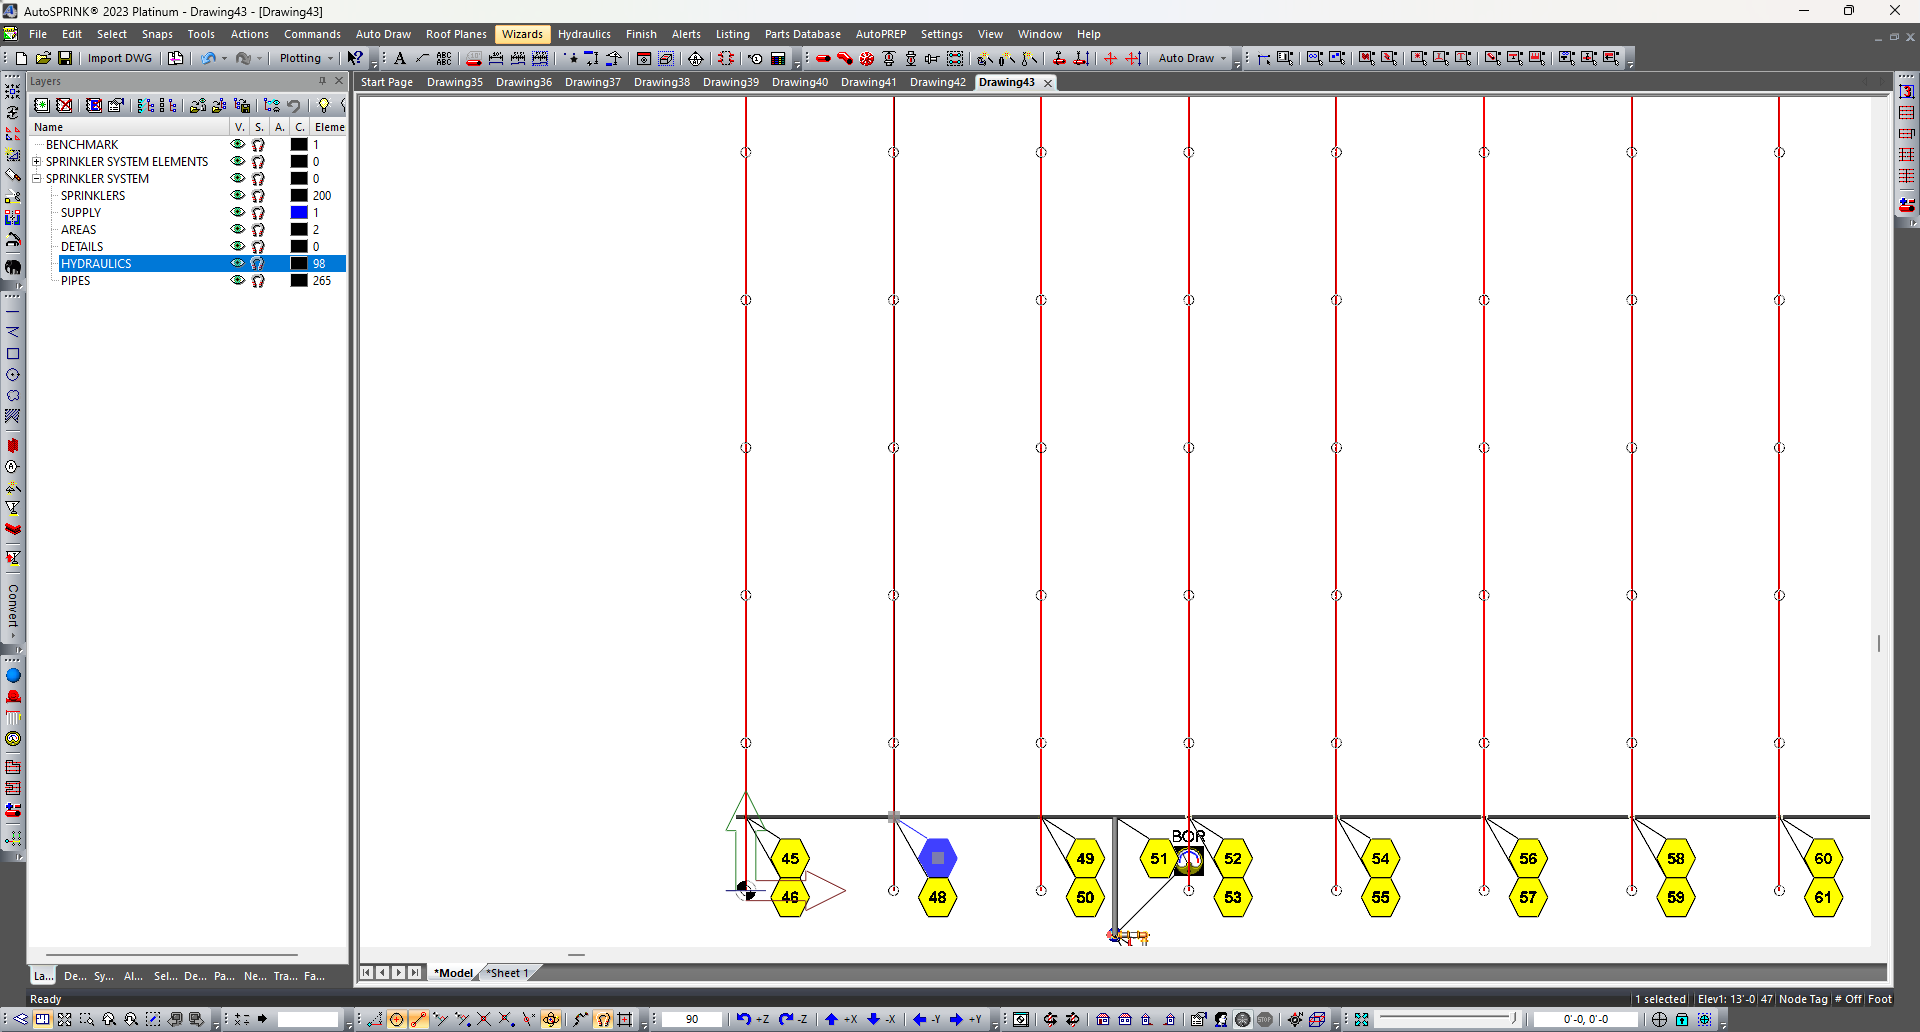 AutoSPRINK® 2023 Platinum - Drawing43 - [Drawing43]
File Edit Select Snaps Tools Actions Commands Auto Draw Roof Planes Wizards Hydraulics Finish Alerts Listing Parts Database AutoPREP Settings View Window Help
Import DWG Plotting ABC Auto Draw
Layers
Start Page Drawing35 Drawing36 Drawing37 Drawing38 Drawing39 Drawing40 Drawing41 Drawing42 Drawing43
Name V. S. A. C. Eleme
BENCHMARK 1
SPRINKLER SYSTEM ELEMENTS 0
SPRINKLER SYSTEM 0
SPRINKLERS 200
SUPPLY 1
AREAS 2
DETAILS 0
HYDRAULICS 98
PIPES 265
Convert
BOR
45 49 51 52 54 56 58 60
46 48 50 53 55 57 59 61
La... De... Sy... Al... Sel... De... Pa... Ne... Tra... Fa...
*Model *Sheet 1
Ready 1 selected Elev1: 13'-0 47 Node Tag # Off Foot
90 +Z -Z +X -X -Y +Y STOP 0'-0, 0'-0